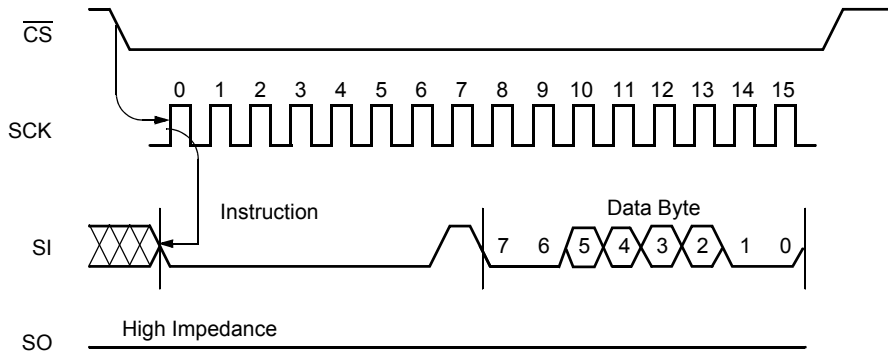 CS
0 1 2 3 4 5 6 7 8 9 10 11 12 13 14 15
SCK
Instruction
Data Byte
SI
7 6 5 4 3 2 1 0
High Impedance
SO